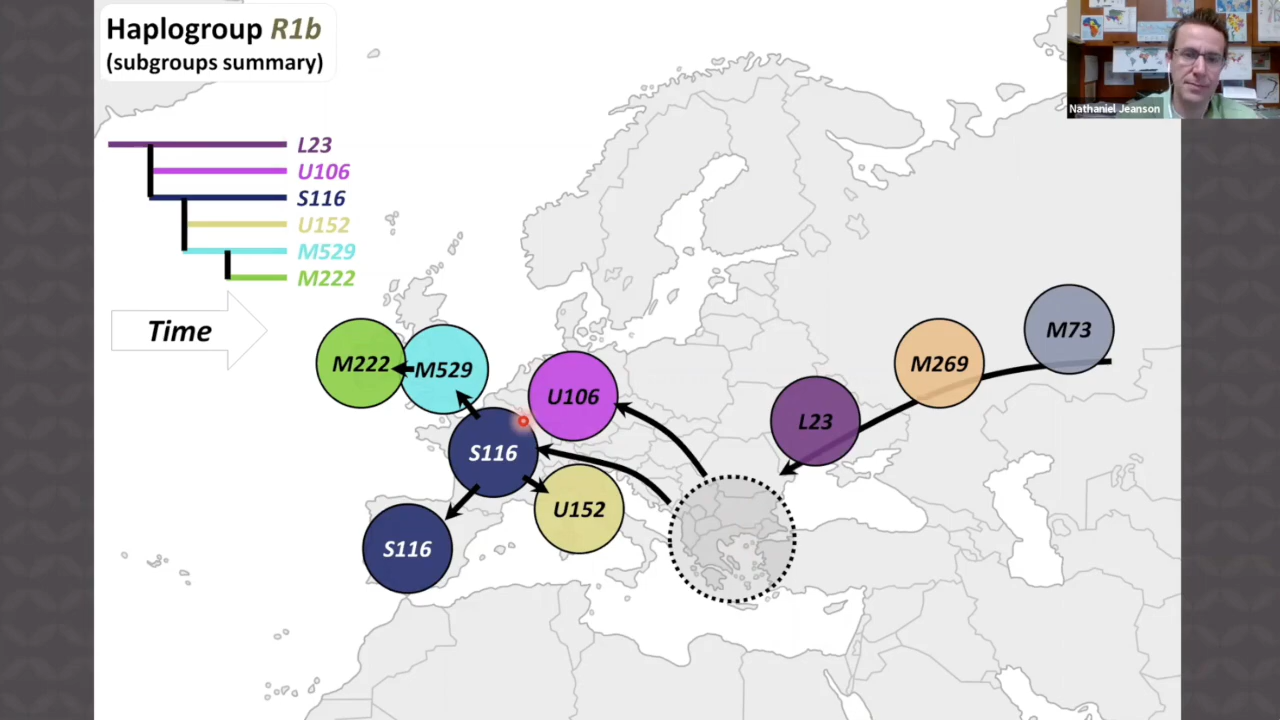 Haplogroup R1b
(subgroups summary)
Nathaniel Jeanson
L23
U106
S116
U152
M529
M222
Time
M73
M269
L23
M222
M529
U106
S116
U152
S116